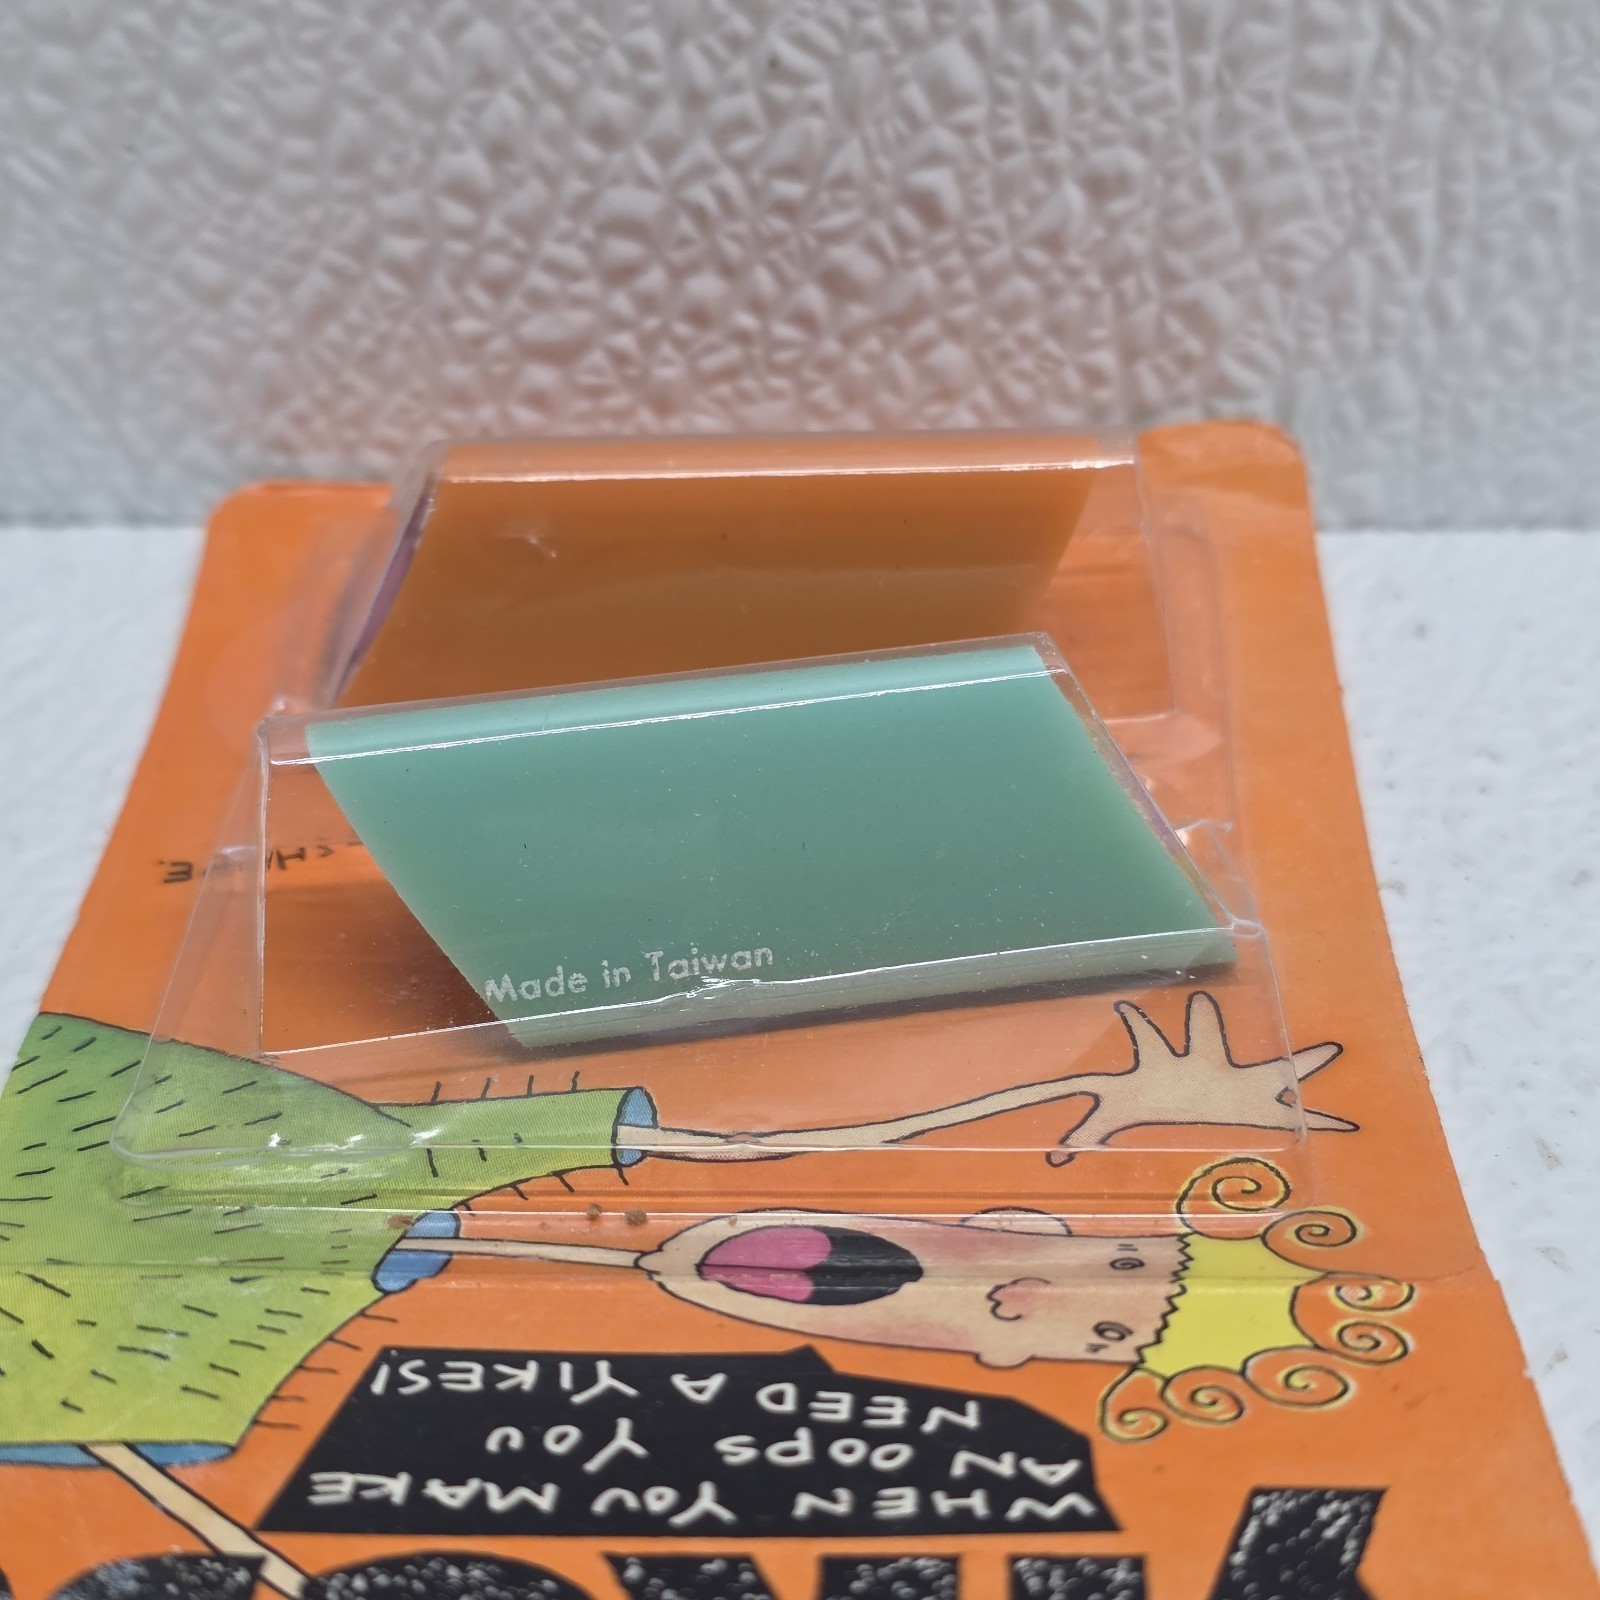 Made in Taiwan
WHEN YOU MAKE
AN OOPS YOU
NEED A YIKES!